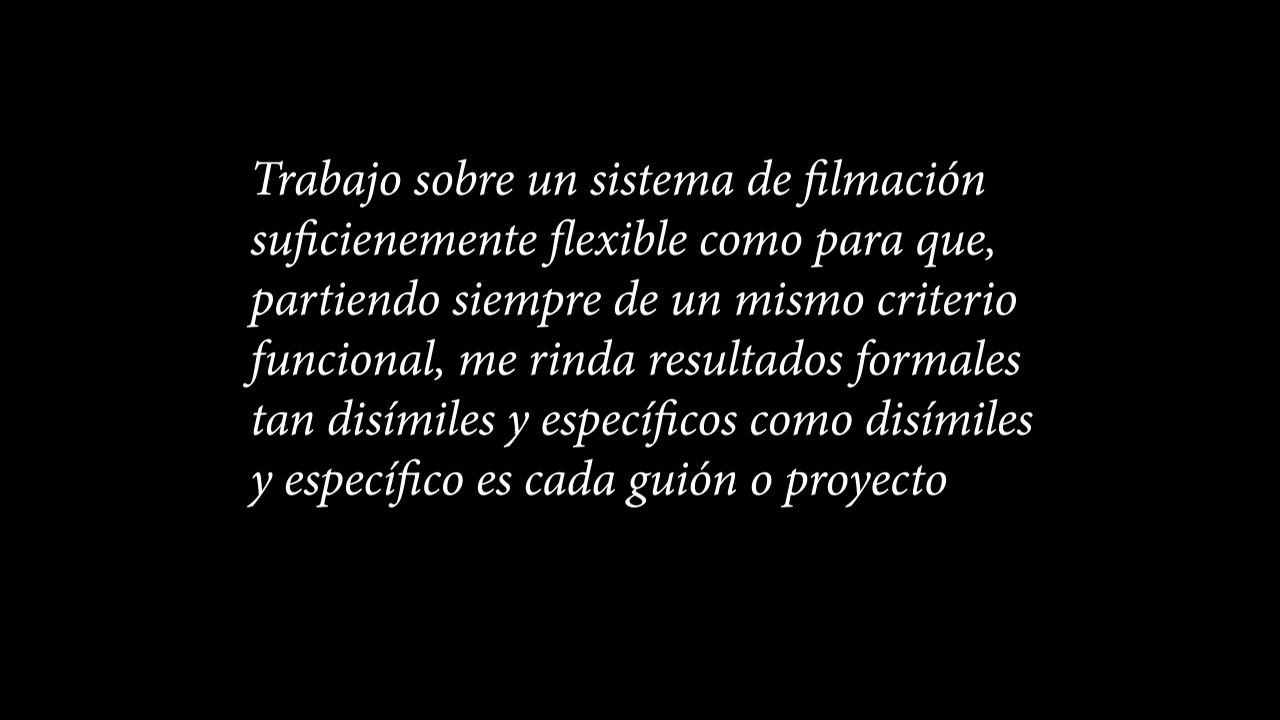 Trabajo sobre un sistema de filmación
suficienemente flexible como para que,
partiendo siempre de un mismo criterio
funcional, me rinda resultados formales
tan disímiles y específicos como disímiles
y específico es cada guión o proyecto